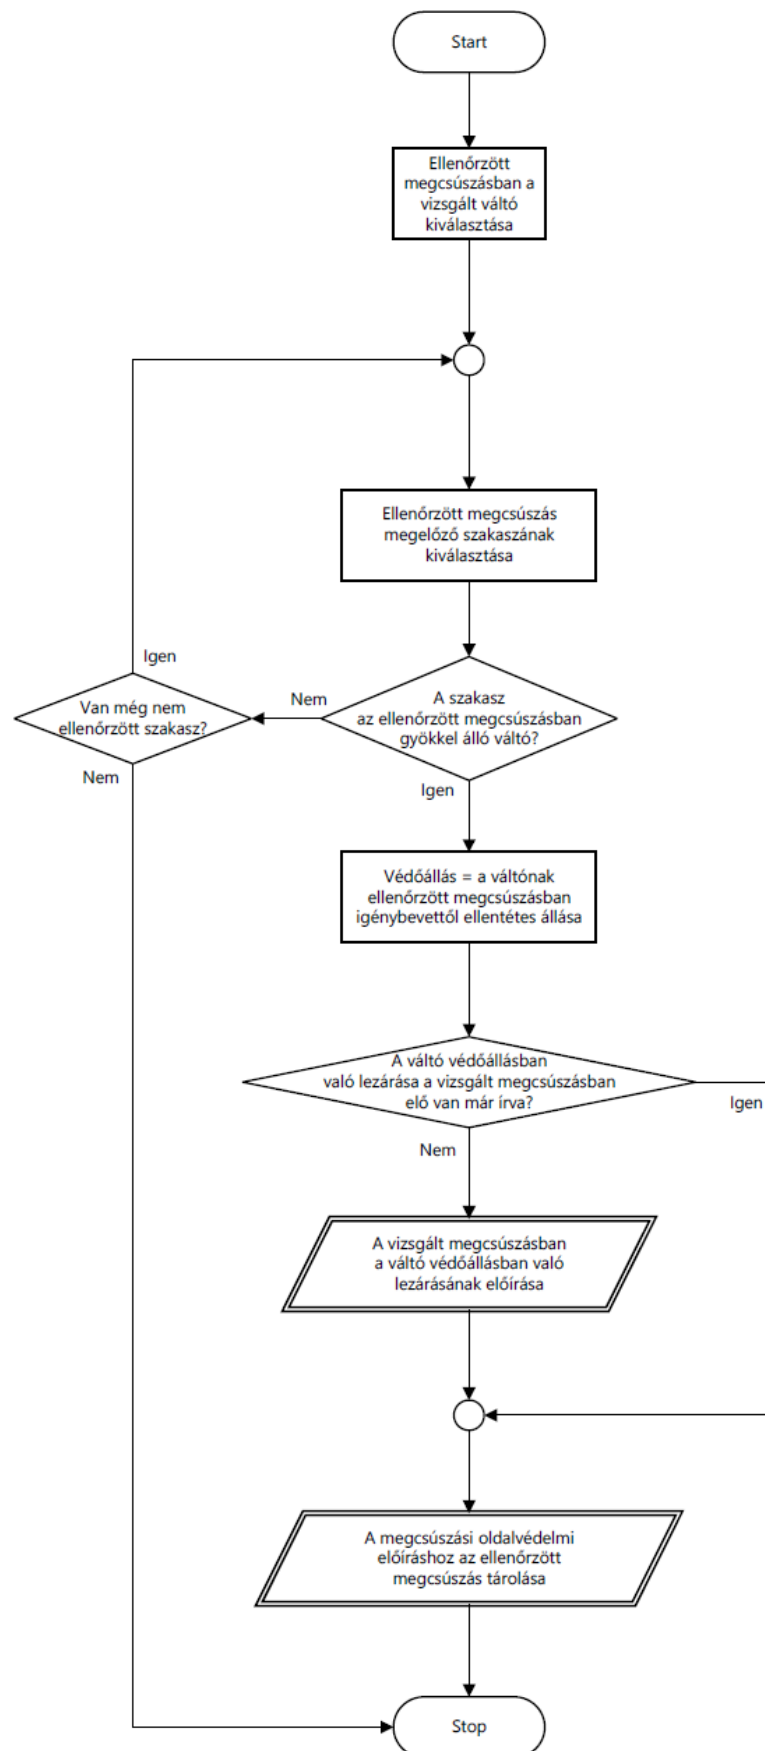 Start
Ellenőrzött
megcsúszásban a
vizsgált váltó
kiválasztása
Ellenőrzött megcsúszás
megelőző szakaszának
kiválasztása
Igen
Van még nem
ellenőrzött szakasz?
Nem
Nem
A szakasz
az ellenőrzött megcsúszásban
gyökkel álló váltó?
Igen
Védőállás = a váltónak
ellenőrzött megcsúszásban
igénybevettől ellentétes állása
A váltó védőállásban
való lezárása a vizsgált megcsúszásban
elő van már írva?
Igen
Nem
A vizsgált megcsúszásban
a váltó védőállásban való
lezárásának előírása
A megcsúszási oldalvédelmi
előíráshoz az ellenőrzött
megcsúszás tárolása
Stop